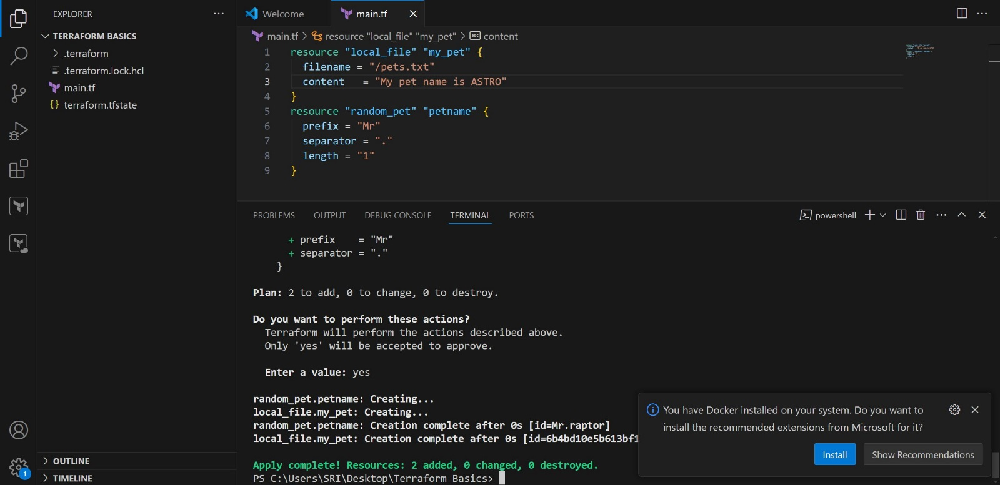 EXPLORER
TERRAFORM BASICS
.terraform
.terraform.lock.hcl
main.tf
terraform.tfstate
OUTLINE
TIMELINE
1
Welcome
main.tf
main.tf > resource "local_file" "my_pet" > abc content
1 resource "local_file" "my_pet" {
2 filename = "/pets.txt"
3 content   = "My pet name is ASTRO"
4 }
5 resource "random_pet" "petname" {
6 prefix = "Mr"
7 separator = "."
8 length = "1"
9 }
PROBLEMS OUTPUT DEBUG CONSOLE TERMINAL PORTS
powershell
+ prefix    = "Mr"
+ separator = "."
}
Plan: 2 to add, 0 to change, 0 to destroy.
Do you want to perform these actions?
Terraform will perform the actions described above.
Only 'yes' will be accepted to approve.
Enter a value: yes
random_pet.petname: Creating...
local_file.my_pet: Creating...
random_pet.petname: Creation complete after 0s [id=Mr.raptor]
local_file.my_pet: Creation complete after 0s [id=6b4bd10e5b613bf1
Apply complete! Resources: 2 added, 0 changed, 0 destroyed.
PS C:\Users\SRI\Desktop\Terraform Basics>
You have Docker installed on your system. Do you want to
install the recommended extensions from Microsoft for it?
Install
Show Recommendations